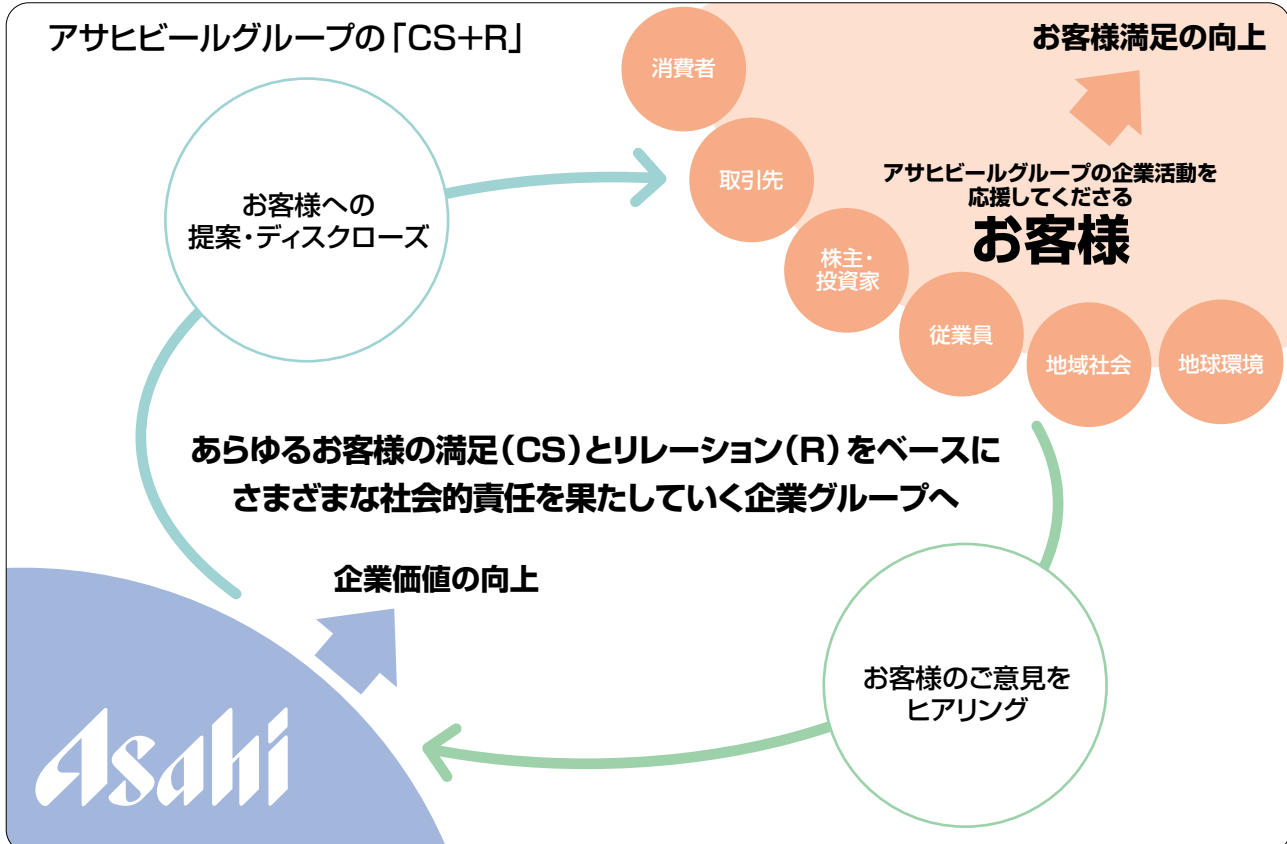 アサヒビールグループの「CS+R」
お客様満足の向上
消費者
取引先
株主・
投資家
従業員
地域社会
地球環境
アサヒビールグループの企業活動を
応援してくださる
お客様
お客様への
提案・ディスクローズ
あらゆるお客様の満足(CS)とリレーション(R)をベースに
さまざまな社会的責任を果たしていく企業グループへ
企業価値の向上
お客様のご意見を
ヒアリング
Asahi